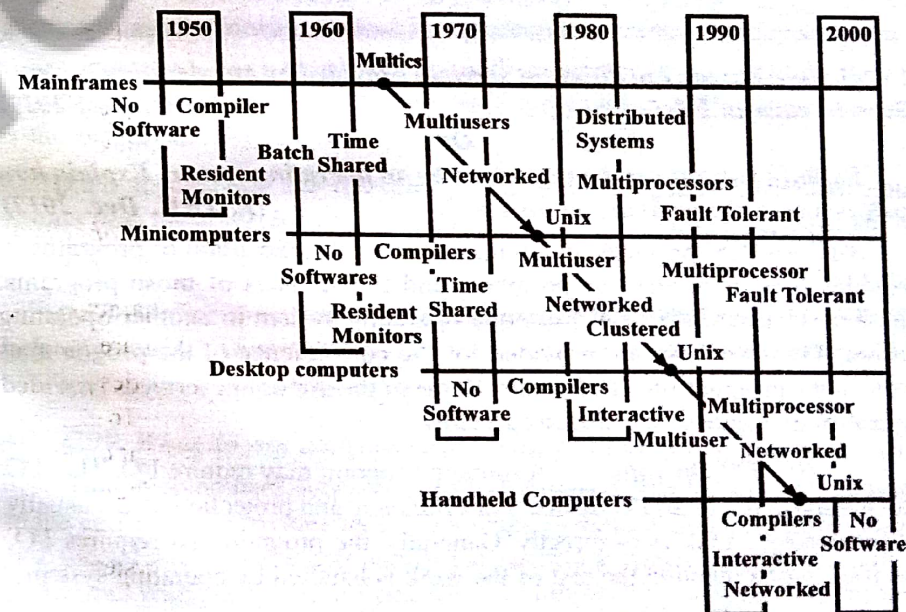 1950 1960 1970 1980 1990 2000
Multics
Mainframes
No Software
Compiler
Resident Monitors
Batch
Time Shared
Multiusers
Networked
Distributed Systems
Multiprocessors
Fault Tolerant
Unix
Minicomputers
No Softwares
Compilers
Resident Monitors
Time Shared
Multiuser
Networked
Clustered
Multiprocessor
Fault Tolerant
Unix
Desktop computers
No Software
Compilers
Interactive
Multiuser
Multiprocessor
Networked
Unix
Handheld Computers
Compilers
No Software
Interactive
Networked